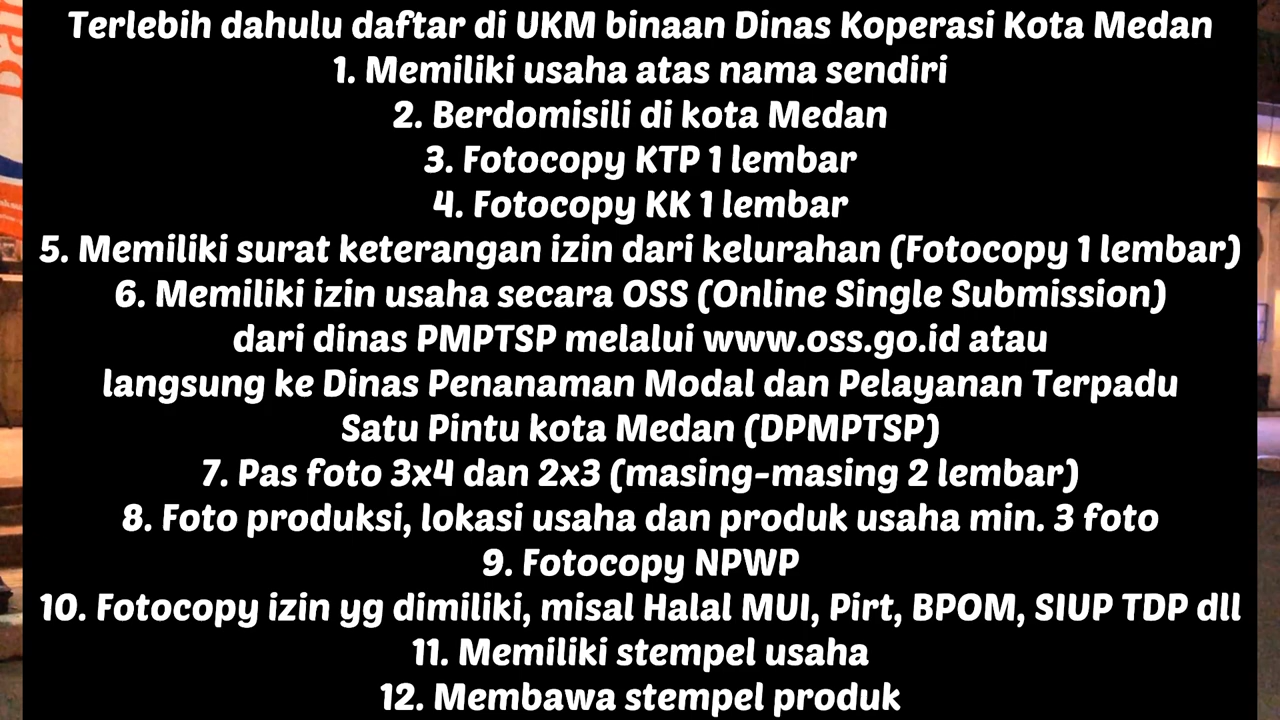 Terlebih dahulu daftar di UKM binaan Dinas Koperasi Kota Medan
1. Memiliki usaha atas nama sendiri
2. Berdomisili di kota Medan
3. Fotocopy KTP 1 lembar
4. Fotocopy KK 1 lembar
5. Memiliki surat keterangan izin dari kelurahan (Fotocopy 1 lembar)
6. Memiliki izin usaha secara OSS (Online Single Submission)
dari dinas PMPTSP melalui www.oss.go.id atau
langsung ke Dinas Penanaman Modal dan Pelayanan Terpadu
Satu Pintu kota Medan (DPMPTSP)
7. Pas foto 3x4 dan 2x3 (masing-masing 2 lembar)
8. Foto produksi, lokasi usaha dan produk usaha min. 3 foto
9. Fotocopy NPWP
10. Fotocopy izin yg dimiliki, misal Halal MUI, Pirt, BPOM, SIUP TDP dll
11. Memiliki stempel usaha
12. Membawa stempel produk